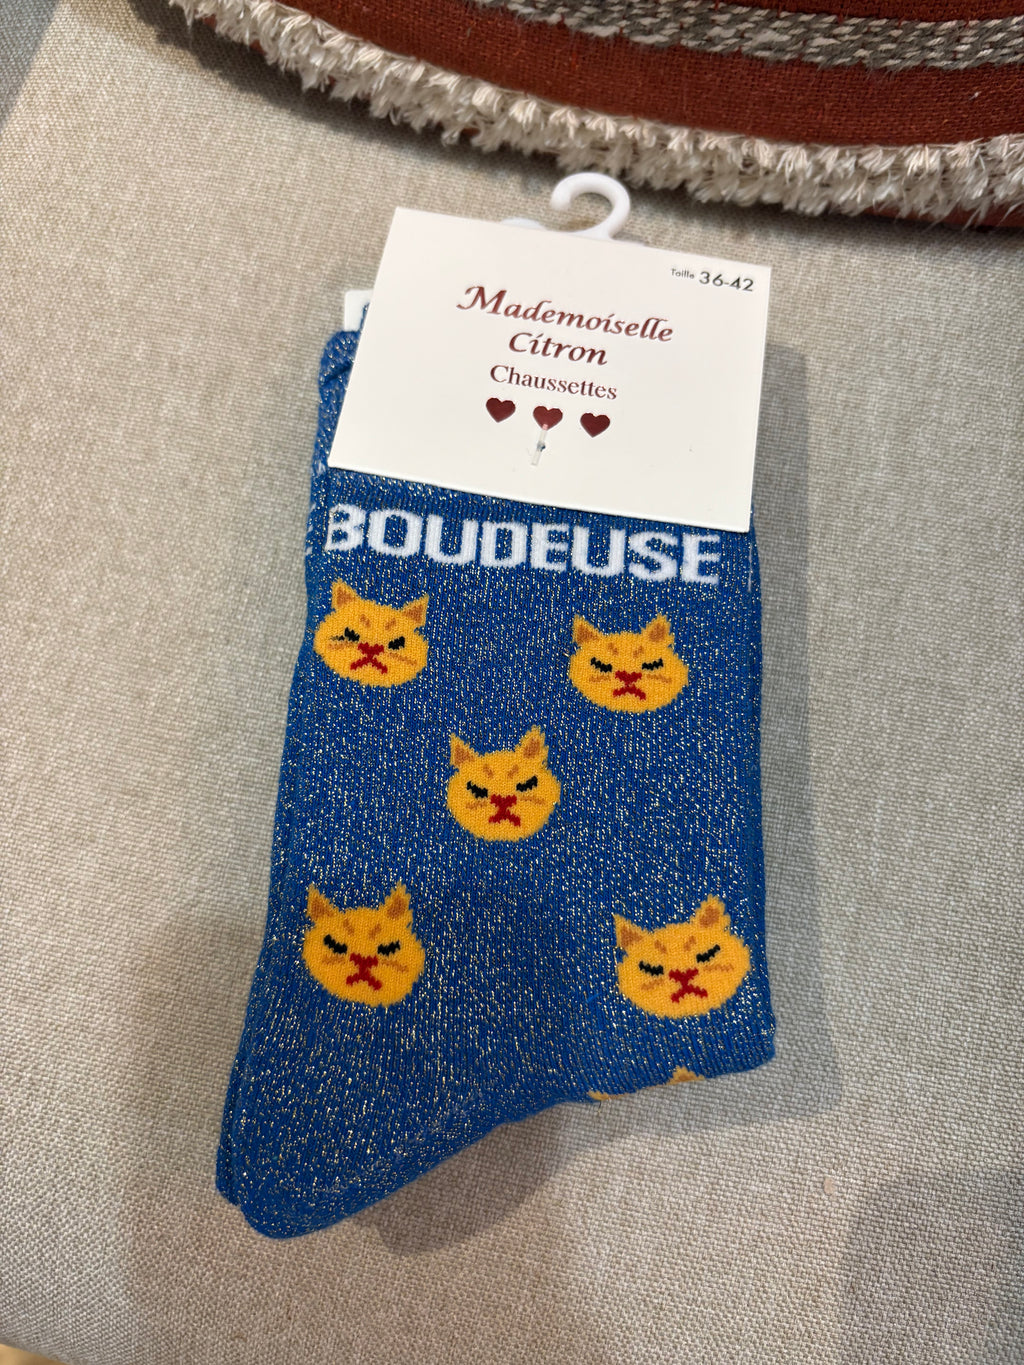 Taille 36-42
Mademoiselle
Citron
Chaussettes
BOUDEUSE